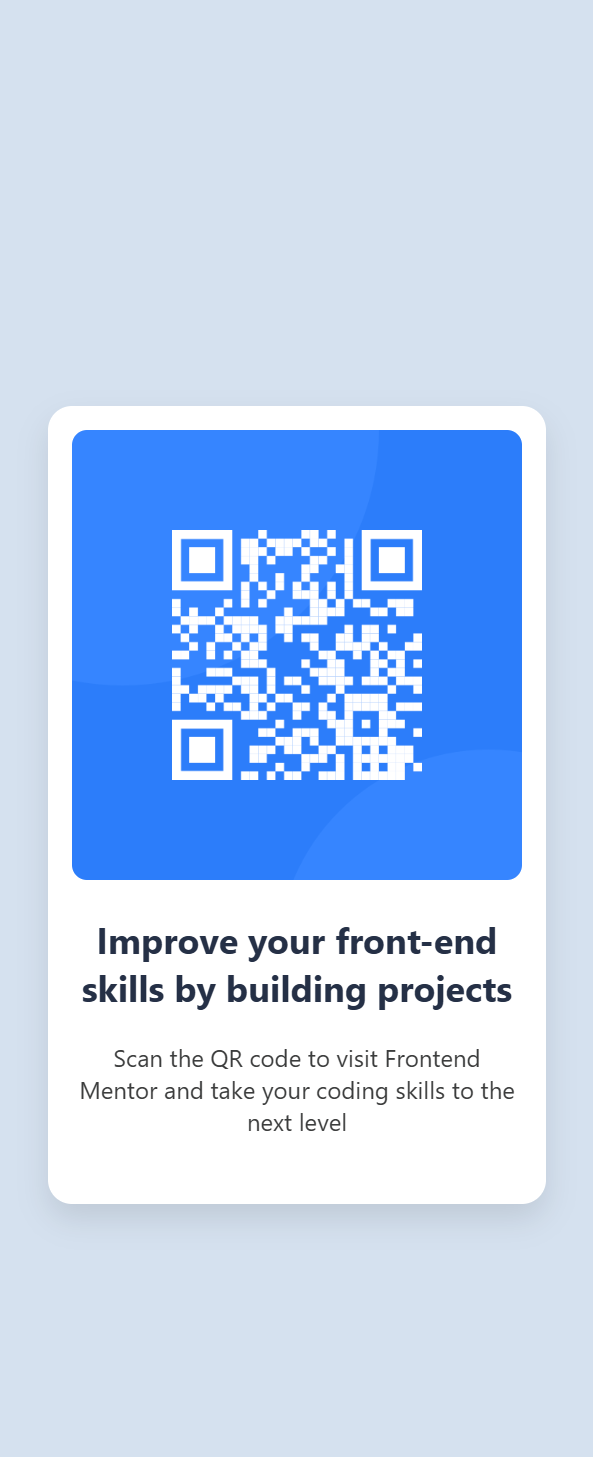 Improve your front-end
skills by building projects
Scan the QR code to visit Frontend
Mentor and take your coding skills to the
next level